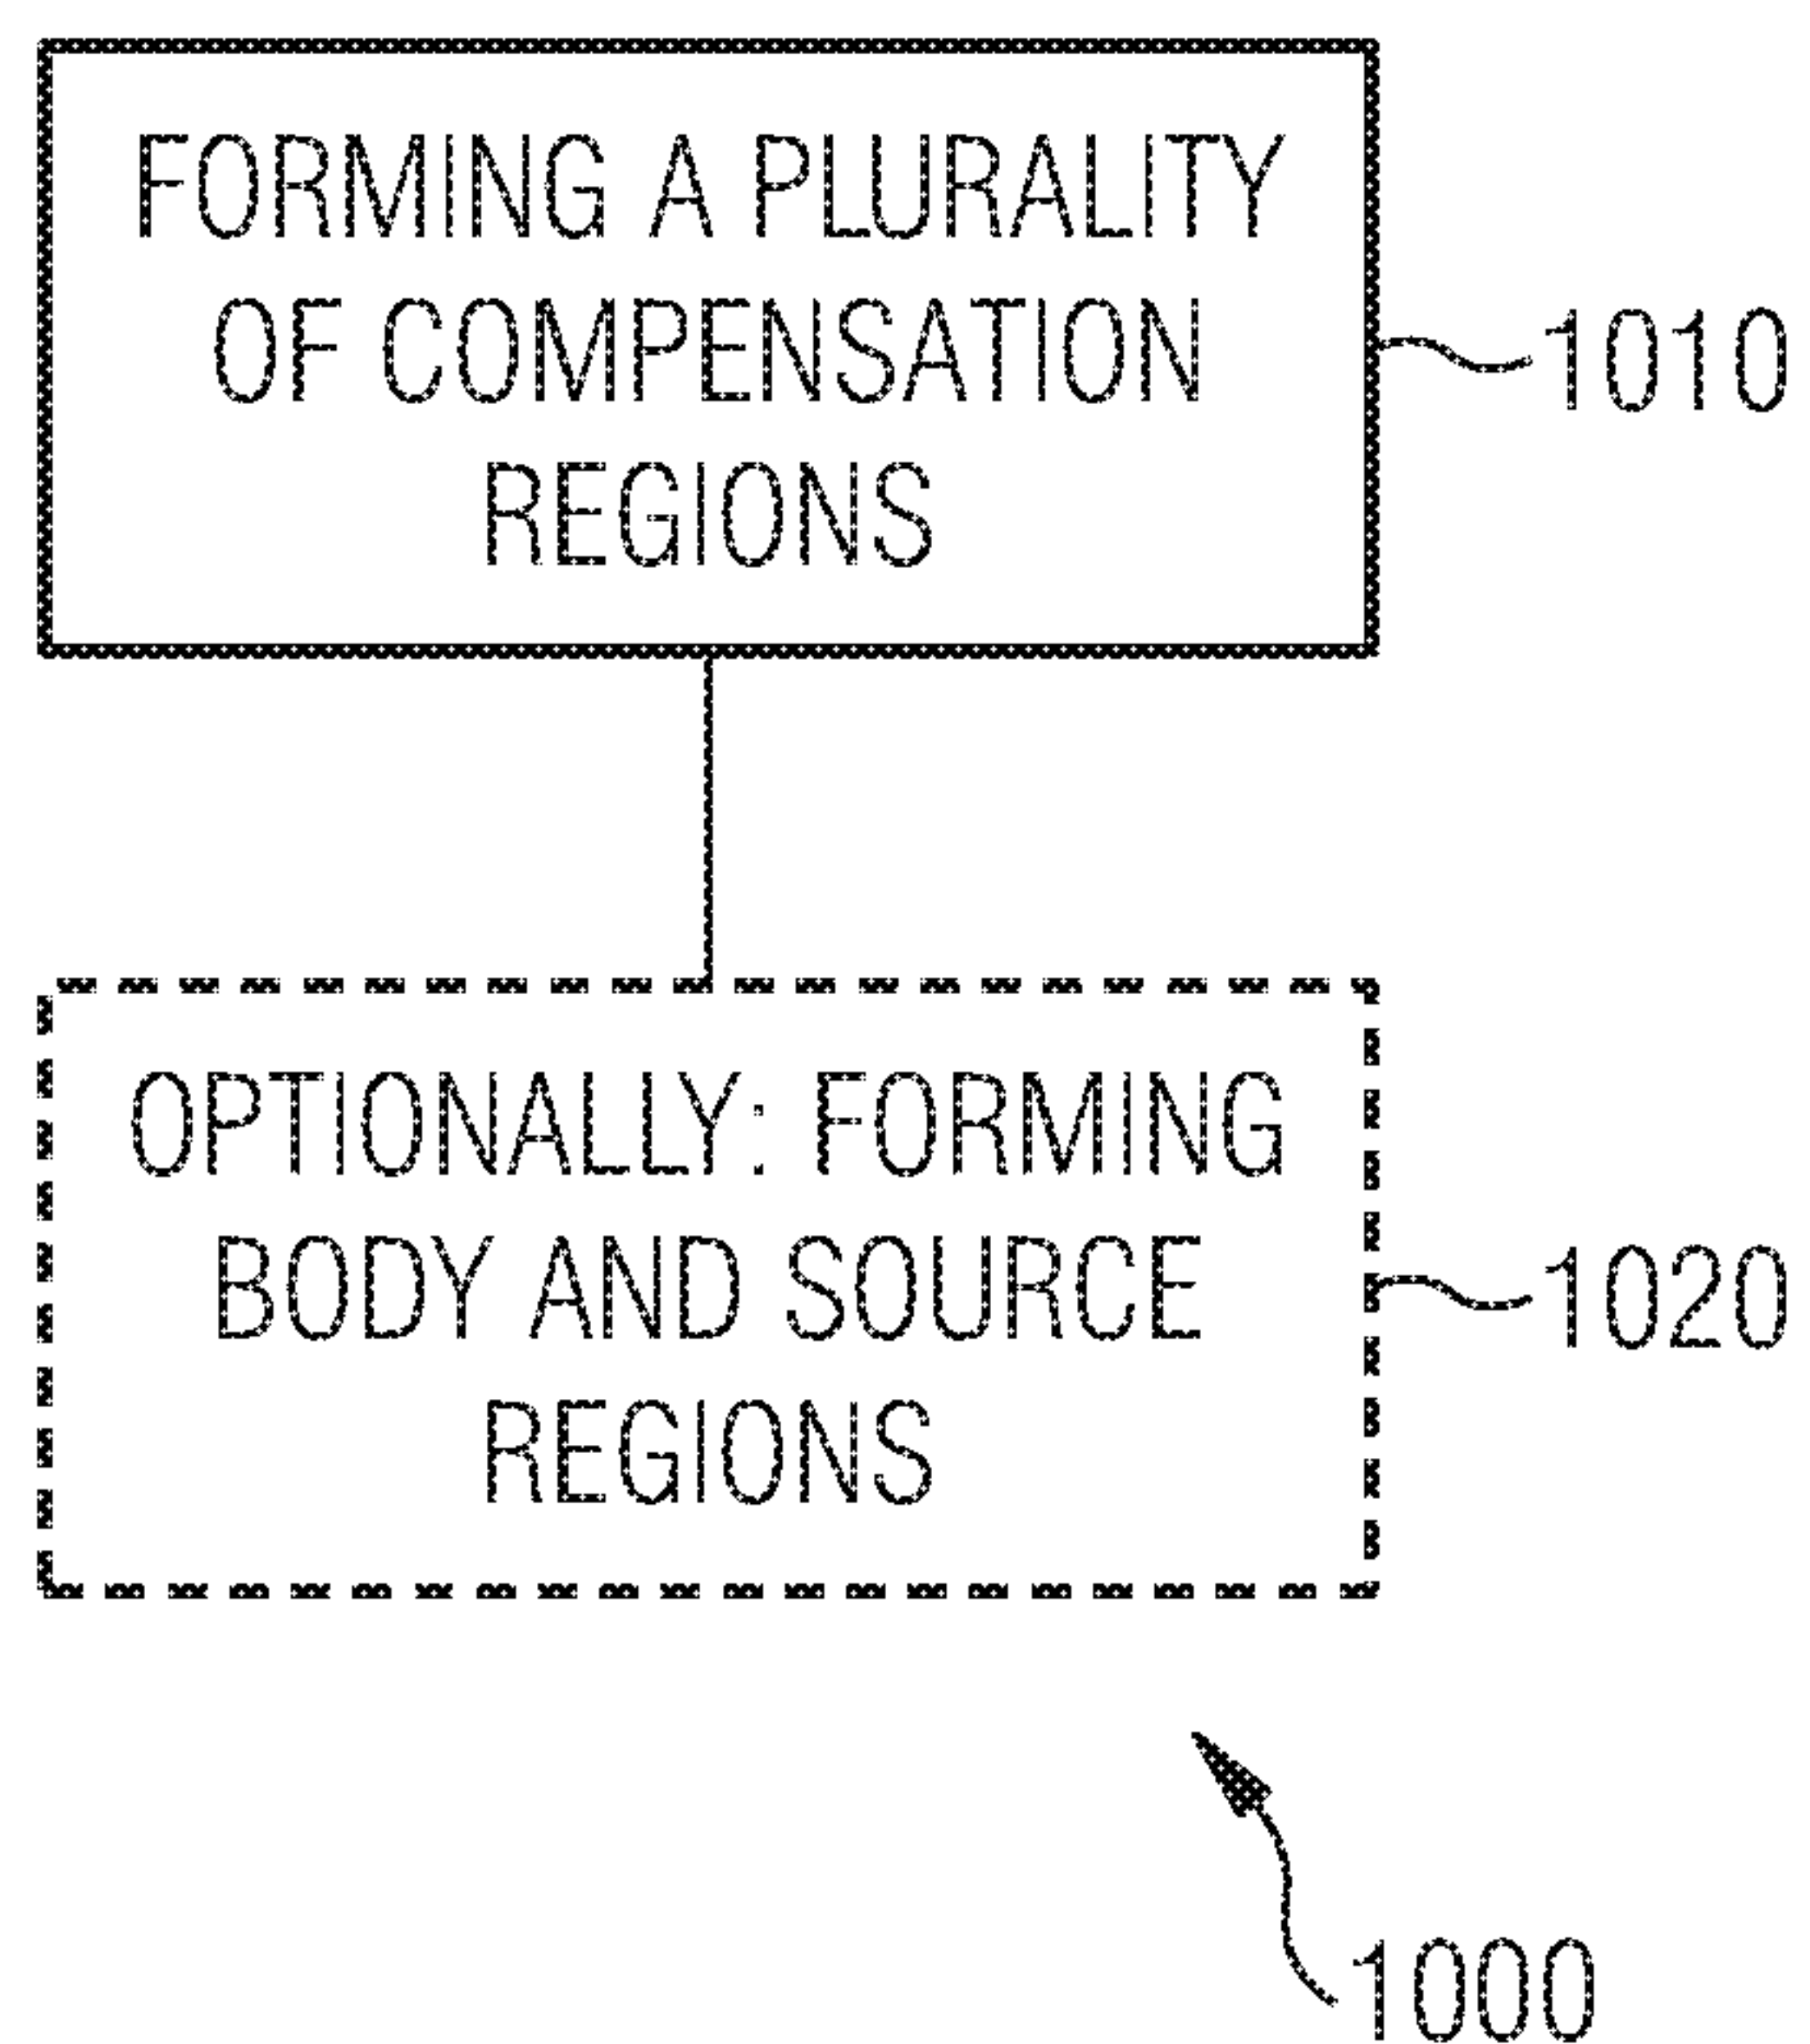 FORMING A PLURALITY
OF COMPENSATION
REGIONS
1010
OPTIONALLY: FORMING
BODY AND SOURCE
REGIONS
1020
1000